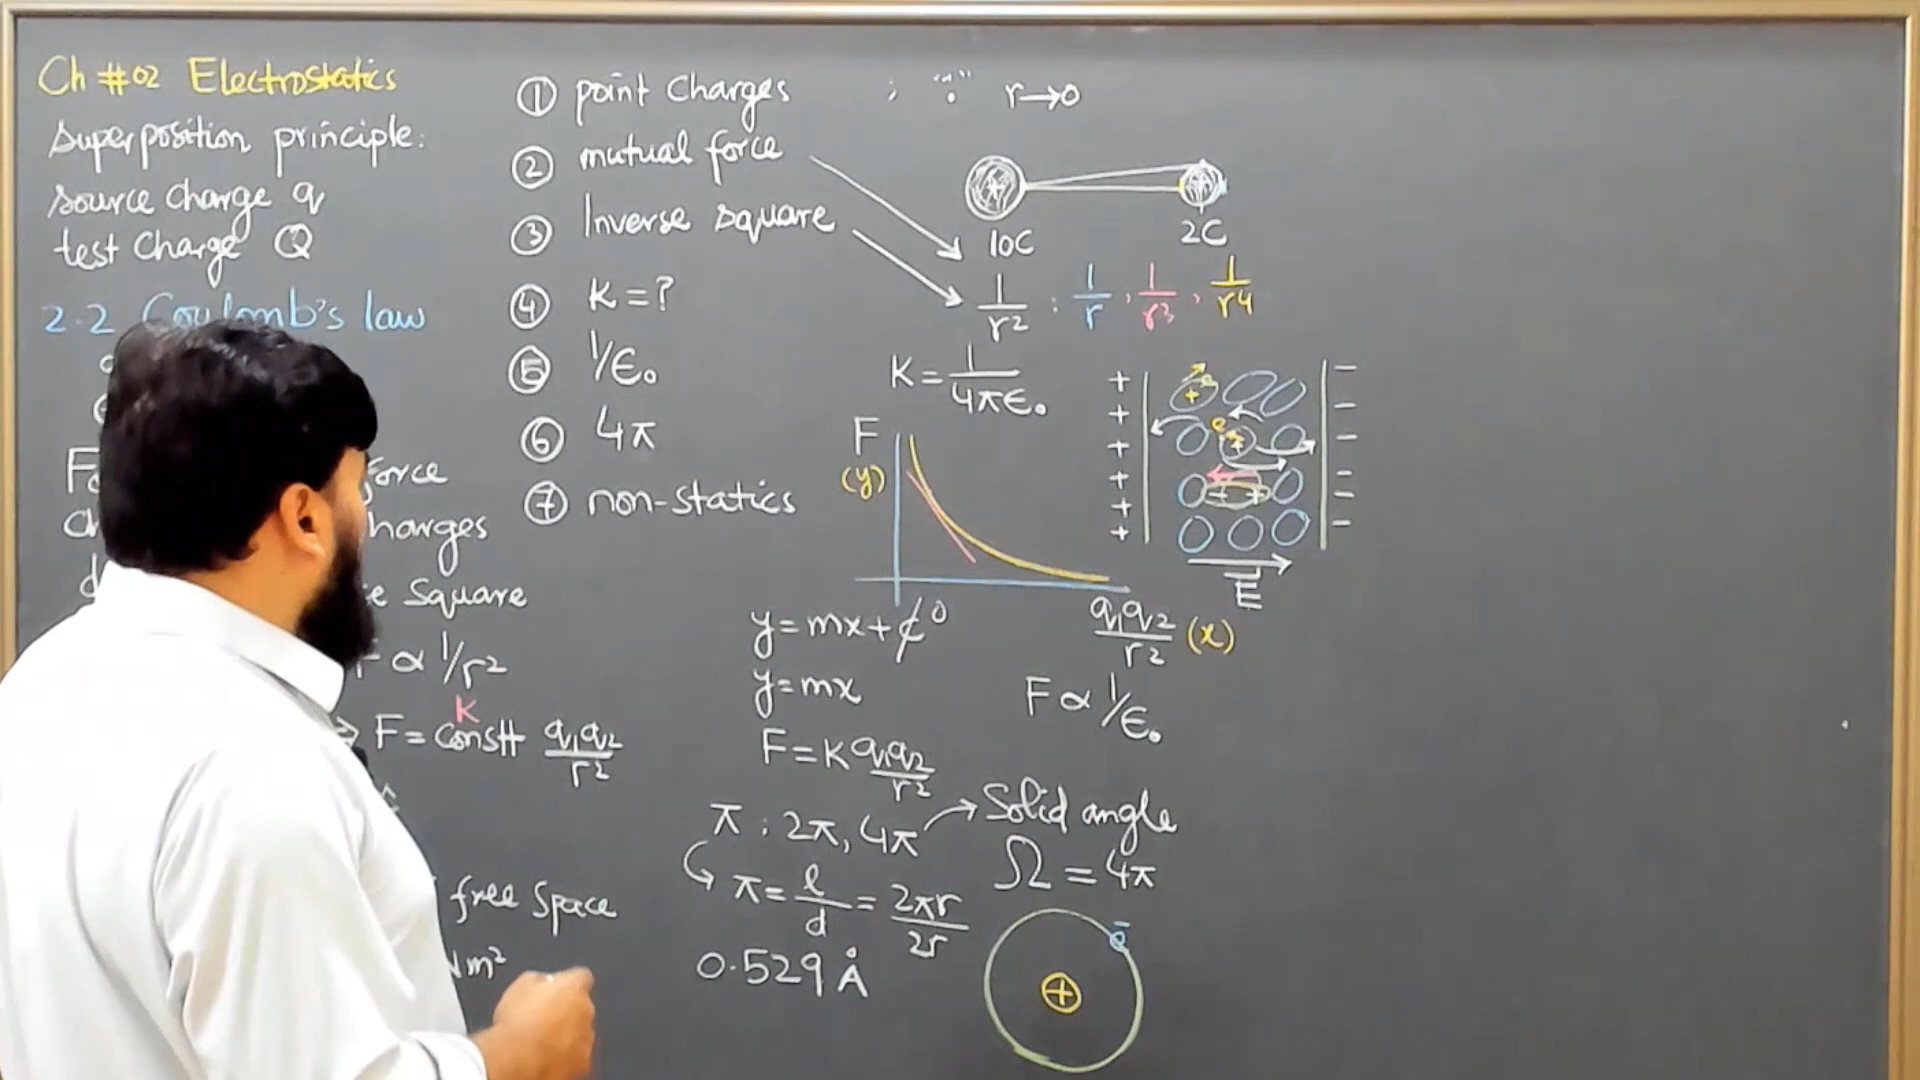 Ch # 02 Electrostatics
superposition principle:
source charge q
test charge Q
2.2 Coulomb's law
force
charges
Square
∝ 1/r²
F = constt q₁q₂/r²
K
free space
Nm²
① point charges ; " . " r→0
② mutual force
③ Inverse square
④ K = ?
⑤ 1/ε₀
⑥ 4π
⑦ non-statics
10C 2C
1/r² : 1/r , 1/r³ , 1/r4
K = 1/4πε₀
F
(y)
q₁q₂/r² (x)
+ + + + + +
e
+
e
+
- +
- - - - - -
E⃗
y = mx + c 0
y = mx
F ∝ 1/ε₀
F = K q₁q₂/r²
π : 2π, 4π → Solid angle
Ω = 4π
π = l/d = 2πr/2r
0.529 Å
e⁻
+